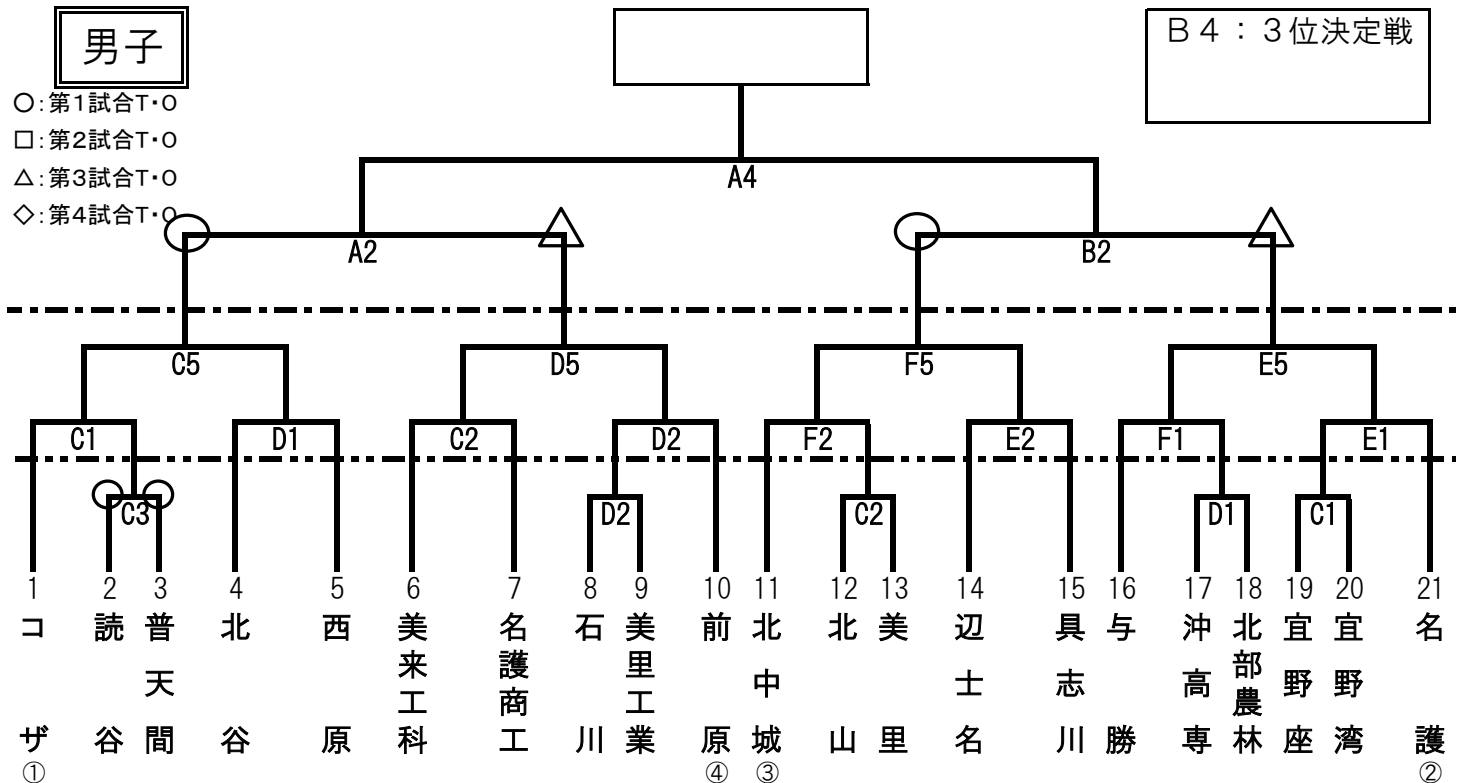 男子
B4：3位決定戦
○:第1試合T・O
□:第2試合T・O
△:第3試合T・O
◇:第4試合T・O
A4
A2
B2
C5
D5
F5
E5
C1
D1
C2
D2
F2
E2
F1
E1
C3
D2
C2
D1
C1
1
2
3
4
5
6
7
8
9
10
11
12
13
14
15
16
17
18
19
20
21
コザ
読谷
普天間
北谷
西原
美来工科
名護商工
石川
美里工業
前原
北中城
北山
美里
辺士名
具志川
与勝
沖高専
北部農林
宜野座
宜野湾
名護
①
④
③
②